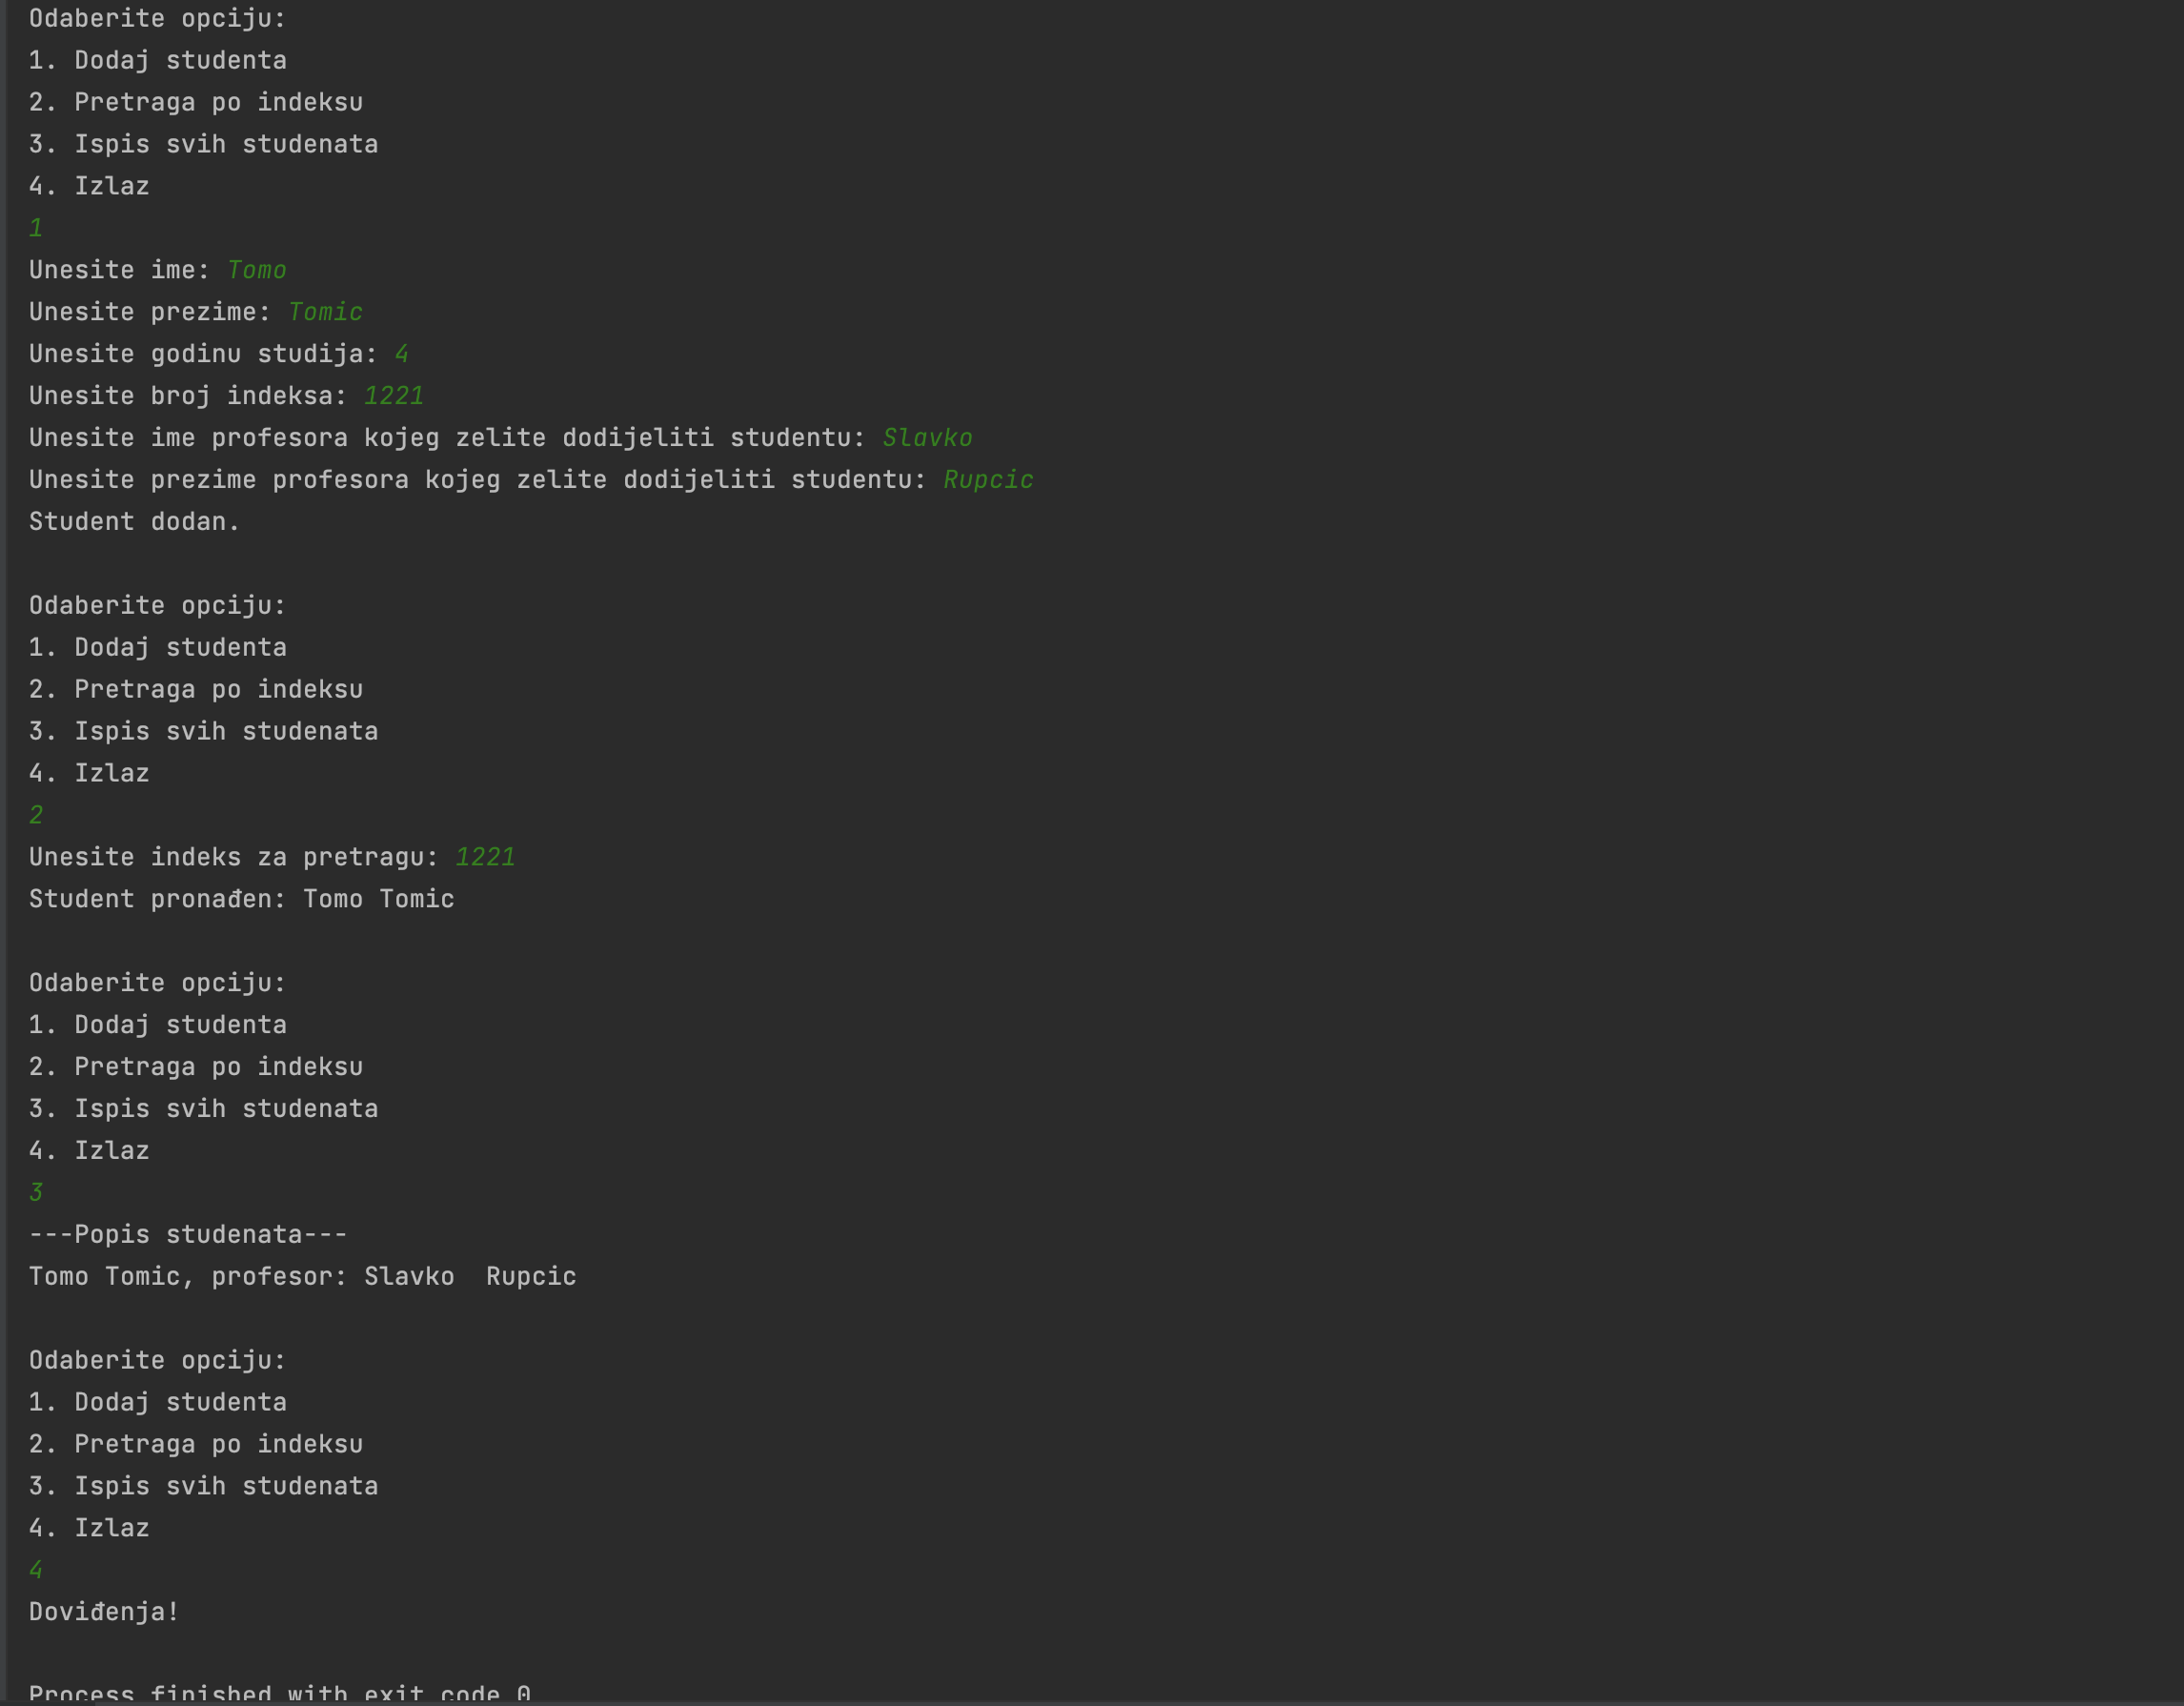 Odaberite opciju:
1. Dodaj studenta
2. Pretraga po indeksu
3. Ispis svih studenata
4. Izlaz
1
Unesite ime: Tomo
Unesite prezime: Tomic
Unesite godinu studija: 4
Unesite broj indeksa: 1221
Unesite ime profesora kojeg zelite dodijeliti studentu: Slavko
Unesite prezime profesora kojeg zelite dodijeliti studentu: Rupcic
Student dodan.

Odaberite opciju:
1. Dodaj studenta
2. Pretraga po indeksu
3. Ispis svih studenata
4. Izlaz
2
Unesite indeks za pretragu: 1221
Student pronađen: Tomo Tomic

Odaberite opciju:
1. Dodaj studenta
2. Pretraga po indeksu
3. Ispis svih studenata
4. Izlaz
3
---Popis studenata---
Tomo Tomic, profesor: Slavko  Rupcic

Odaberite opciju:
1. Dodaj studenta
2. Pretraga po indeksu
3. Ispis svih studenata
4. Izlaz
4
Doviđenja!

Process finished with exit code 0